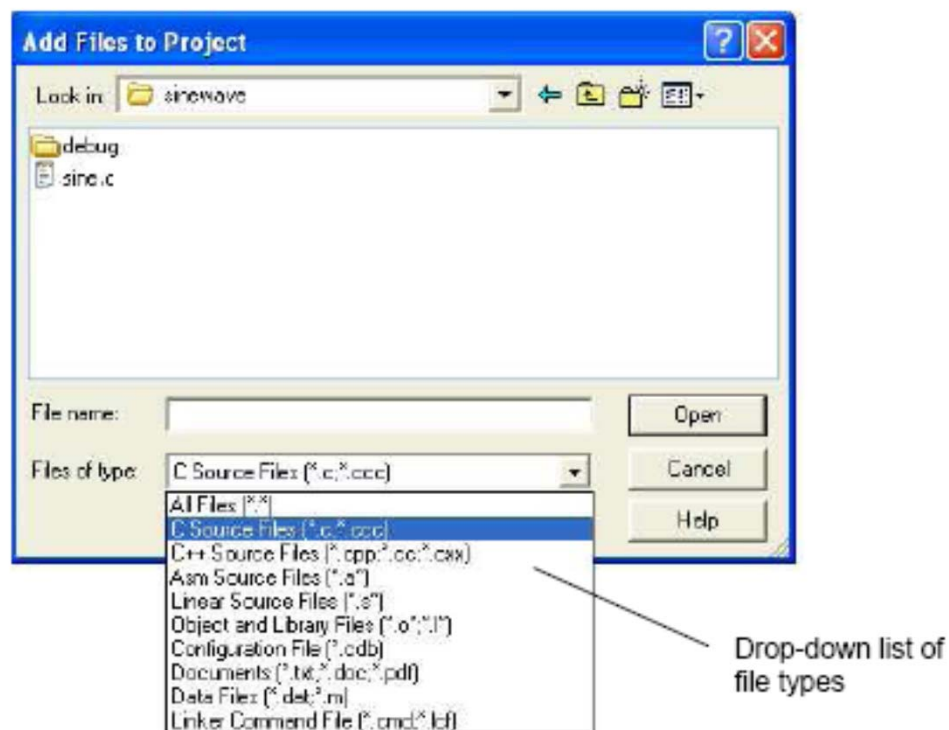 Add Files to Project
Look in: sinewave
debug
sine.c
File name:
Open
Files of type: C Source Files (*.c;*.ccc)
Cancel
All Files (*.*)
Help
C Source Files (*.c;*.ccc)
C++ Source Files (*.cpp;*.cc;*.cxx)
Asm Source Files (*.a*)
Linear Source Files (*.s*)
Object and Library Files (*.o*;*.l*)
Configuration File (*.cdb)
Documents (*.txt;*.doc;*.pdf)
Data Files (*.dat;*.m)
Linker Command File (*.cmd;*.lcf)
Drop-down list of
file types